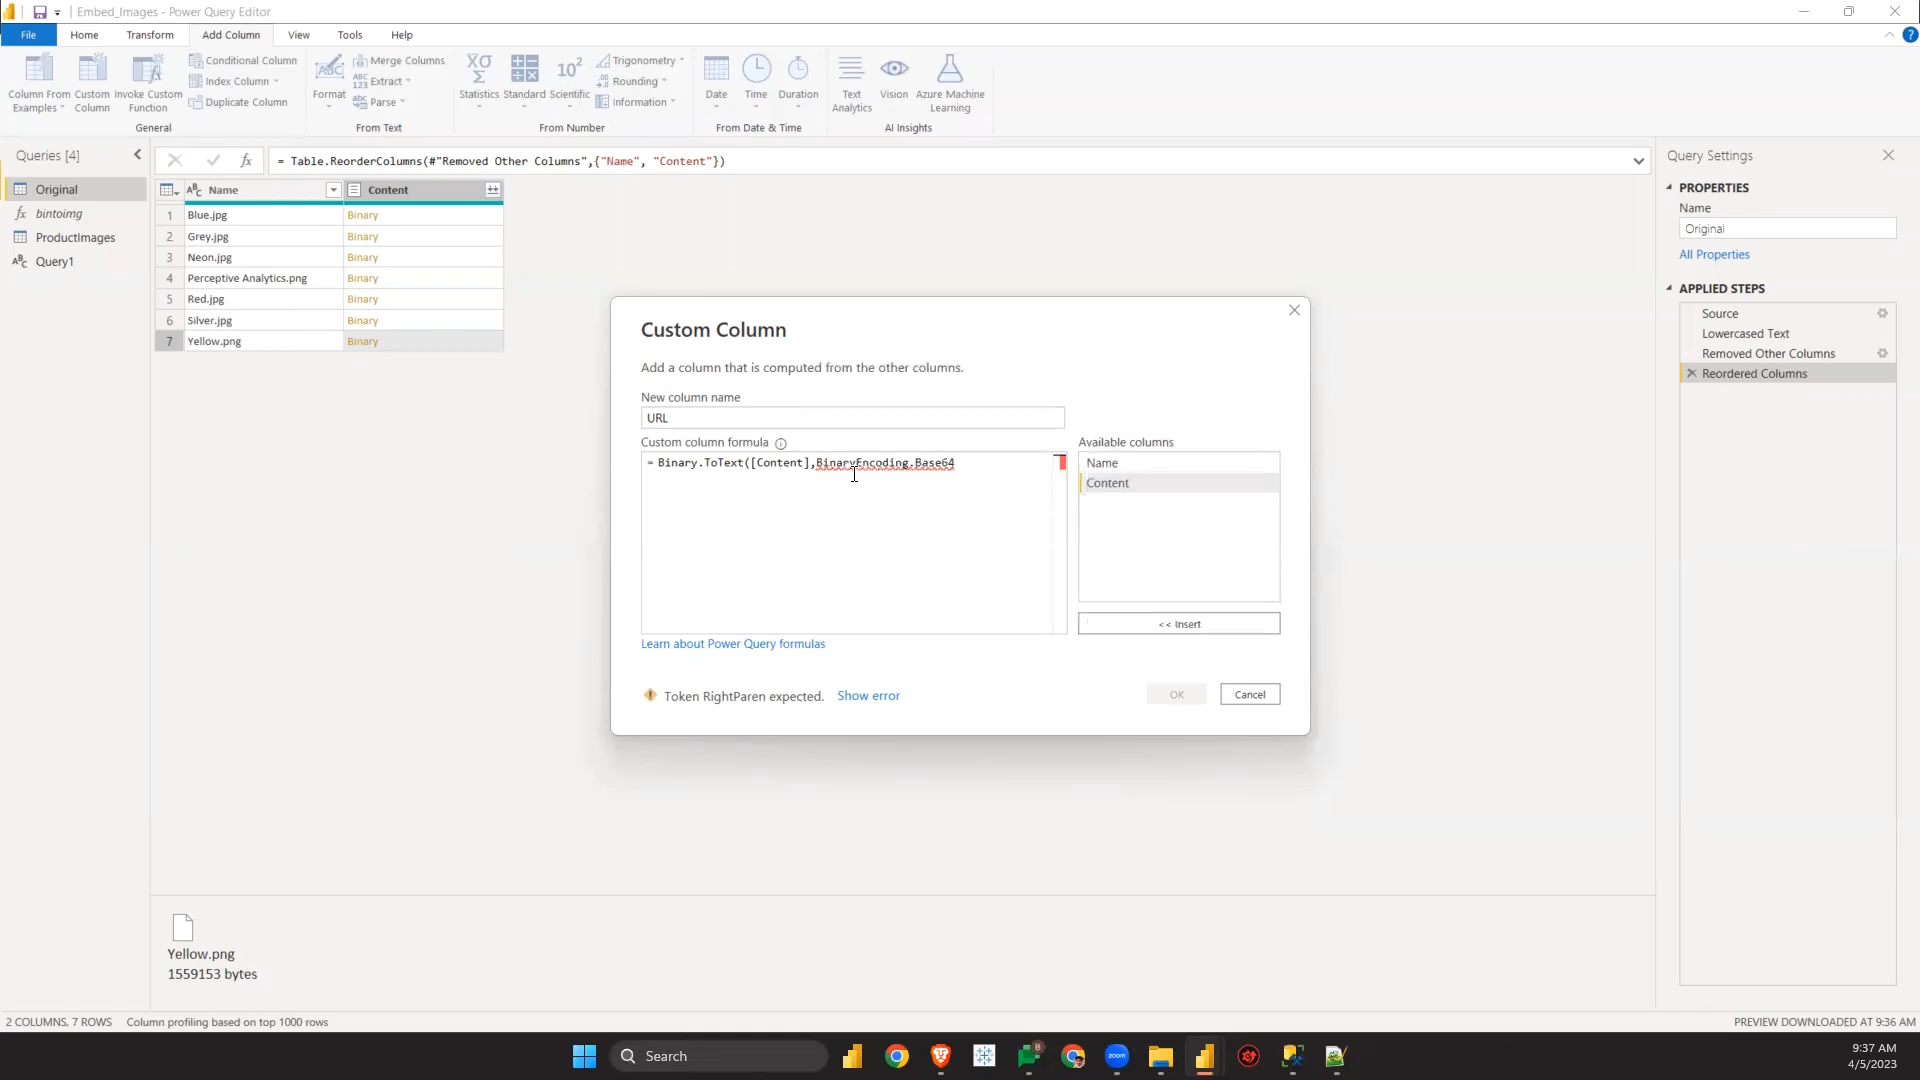 Embed_Images - Power Query Editor
File Home Transform Add Column View Tools Help
Column From Examples
Custom Column
Invoke Custom Function
Conditional Column
Index Column
Duplicate Column
General
Format
Merge Columns
Extract
Parse
From Text
Statistics
Standard
Scientific
Trigonometry
Rounding
Information
From Number
Date
Time
Duration
From Date & Time
Text Analytics
Vision
Azure Machine Learning
AI Insights
Queries [4]
Original
bintoimg
ProductImages
Query1
= Table.ReorderColumns(#"Removed Other Columns",{"Name", "Content"})
Name Content
1 Blue.jpg Binary
2 Grey.jpg Binary
3 Neon.jpg Binary
4 Perceptive Analytics.png Binary
5 Red.jpg Binary
6 Silver.jpg Binary
7 Yellow.png Binary
Custom Column
Add a column that is computed from the other columns.
New column name
URL
Custom column formula
= Binary.ToText([Content],BinaryEncoding.Base64
Available columns
Name
Content
<< Insert
Learn about Power Query formulas
Token RightParen expected. Show error
OK
Cancel
Query Settings
PROPERTIES
Name
Original
All Properties
APPLIED STEPS
Source
Lowercased Text
Removed Other Columns
Reordered Columns
Yellow.png
1559153 bytes
2 COLUMNS, 7 ROWS Column profiling based on top 1000 rows
PREVIEW DOWNLOADED AT 9:36 AM
Search
zoom
9:37 AM
4/5/2023